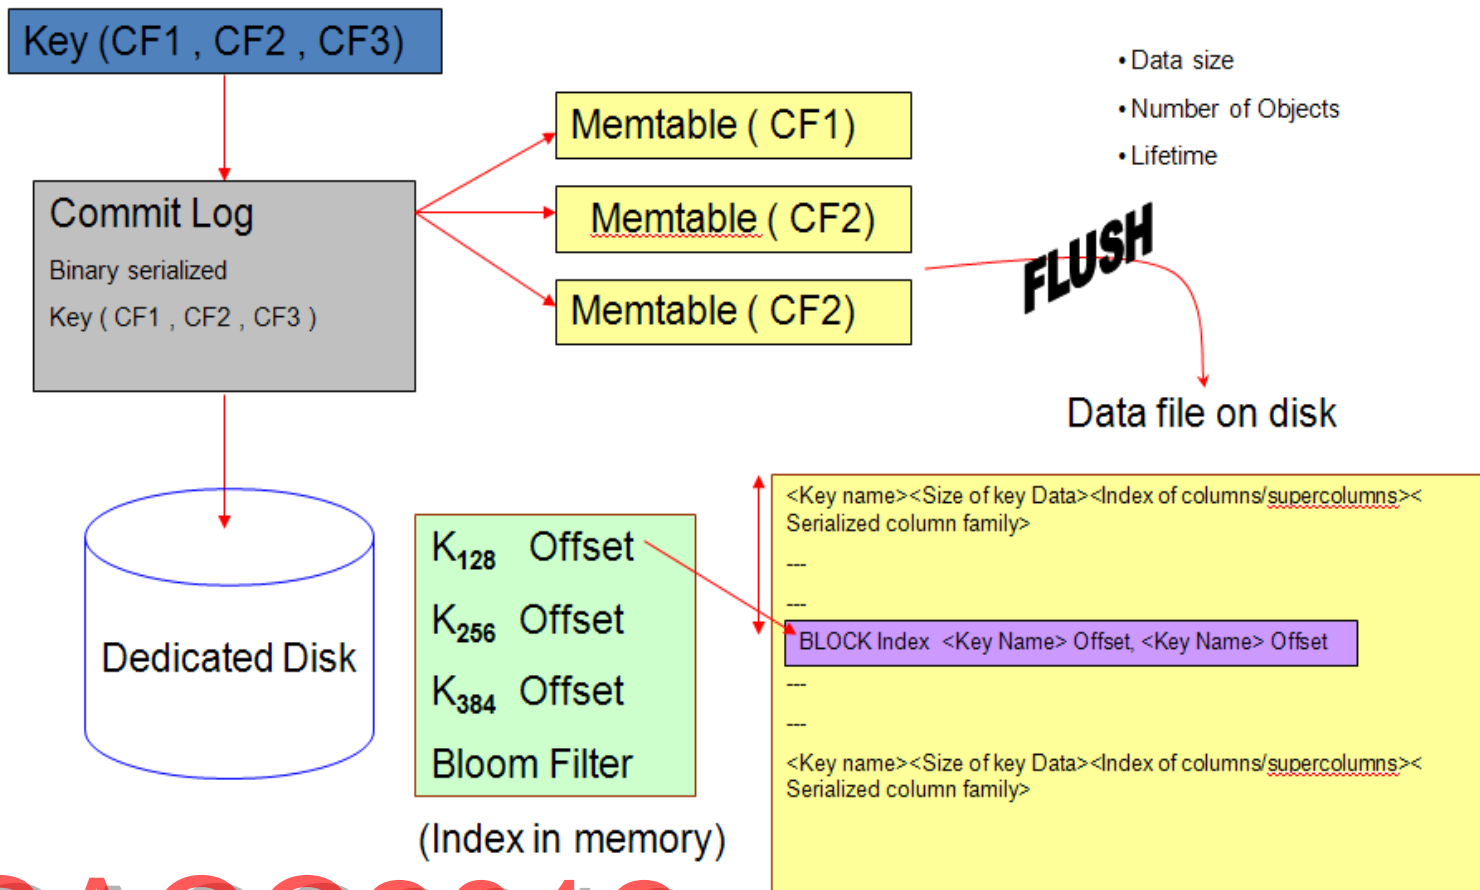 Key (CF1 , CF2 , CF3)
• Data size
• Number of Objects
• Lifetime
Memtable ( CF1)
Memtable ( CF2)
Memtable ( CF2)
Commit Log
Binary serialized
Key ( CF1 , CF2 , CF3 )
FLUSH
Data file on disk
<Key name><Size of key Data><Index of columns/supercolumns><
Serialized column family>
---
---
BLOCK Index <Key Name> Offset, <Key Name> Offset
---
---
<Key name><Size of key Data><Index of columns/supercolumns><
Serialized column family>
Dedicated Disk
K128 Offset
K256 Offset
K384 Offset
Bloom Filter
(Index in memory)